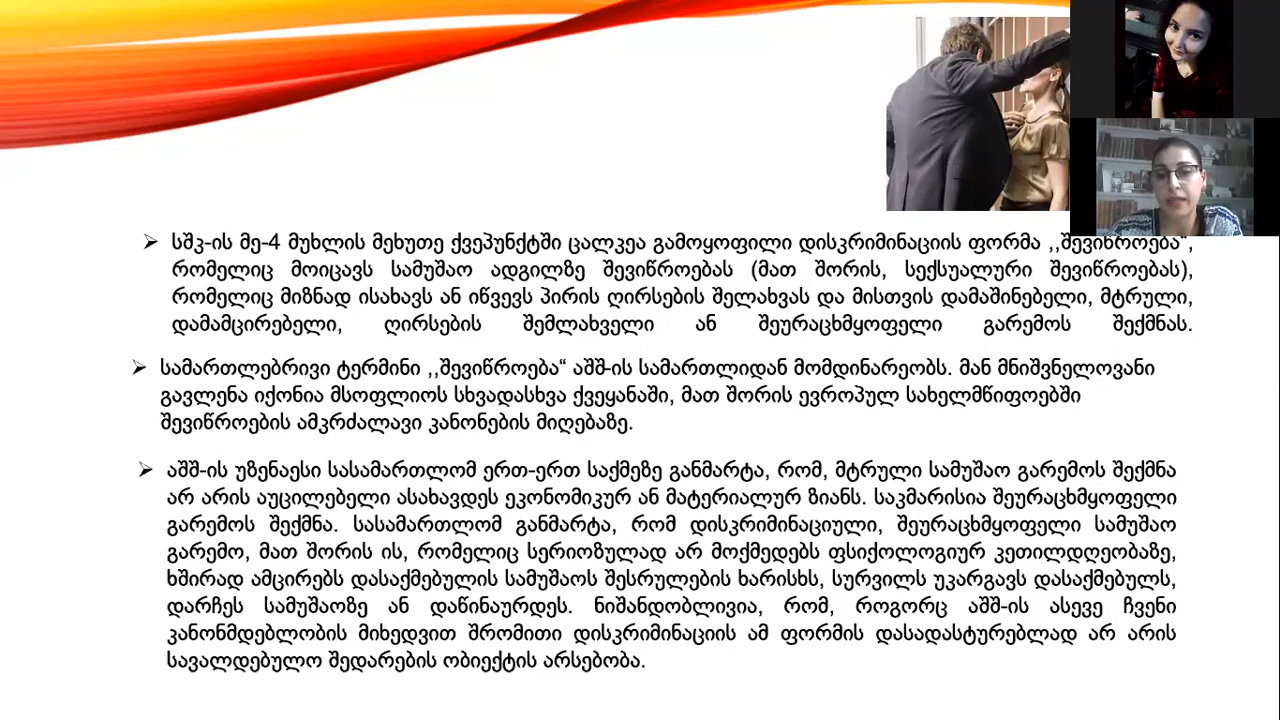 სშკ-ის მე-4 მუხლის მეხუთე ქვეპუნქტში ცალკეა გამოყოფილი დისკრიმინაციის ფორმა ,,შევიწროება“,
რომელიც მოიცავს სამუშაო ადგილზე შევიწროებას (მათ შორის, სექსუალური შევიწროებას),
რომელიც მიზნად ისახავს ან იწვევს პირის ღირსების შელახვას და მისთვის დამაშინებელი, მტრული,
დამამცირებელი, ღირსების შემლახველი ან შეურაცხმყოფელი გარემოს შექმნას.
სამართლებრივი ტერმინი ,,შევიწროება“ აშშ-ის სამართლიდან მომდინარეობს. მან მნიშვნელოვანი
გავლენა იქონია მსოფლიოს სხვადასხვა ქვეყანაში, მათ შორის ევროპულ სახელმწიფოებში
შევიწროების ამკრძალავი კანონების მიღებაზე.
აშშ-ის უზენაესი სასამართლომ ერთ-ერთ საქმეზე განმარტა, რომ, მტრული სამუშაო გარემოს შექმნა
არ არის აუცილებელი ასახავდეს ეკონომიკურ ან მატერიალურ ზიანს. საკმარისია შეურაცხმყოფელი
გარემოს შექმნა. სასამართლომ განმარტა, რომ დისკრიმინაციული, შეურაცხმყოფელი სამუშაო
გარემო, მათ შორის ის, რომელიც სერიოზულად არ მოქმედებს ფსიქოლოგიურ კეთილდღეობაზე,
ხშირად ამცირებს დასაქმებულის სამუშაოს შესრულების ხარისხს, სურვილს უკარგავს დასაქმებულს,
დარჩეს სამუშაოზე ან დაწინაურდეს. ნიშანდობლივია, რომ, როგორც აშშ-ის ასევე ჩვენი
კანონმდებლობის მიხედვით შრომითი დისკრიმინაციის ამ ფორმის დასადასტურებლად არ არის
სავალდებულო შედარების ობიექტის არსებობა.